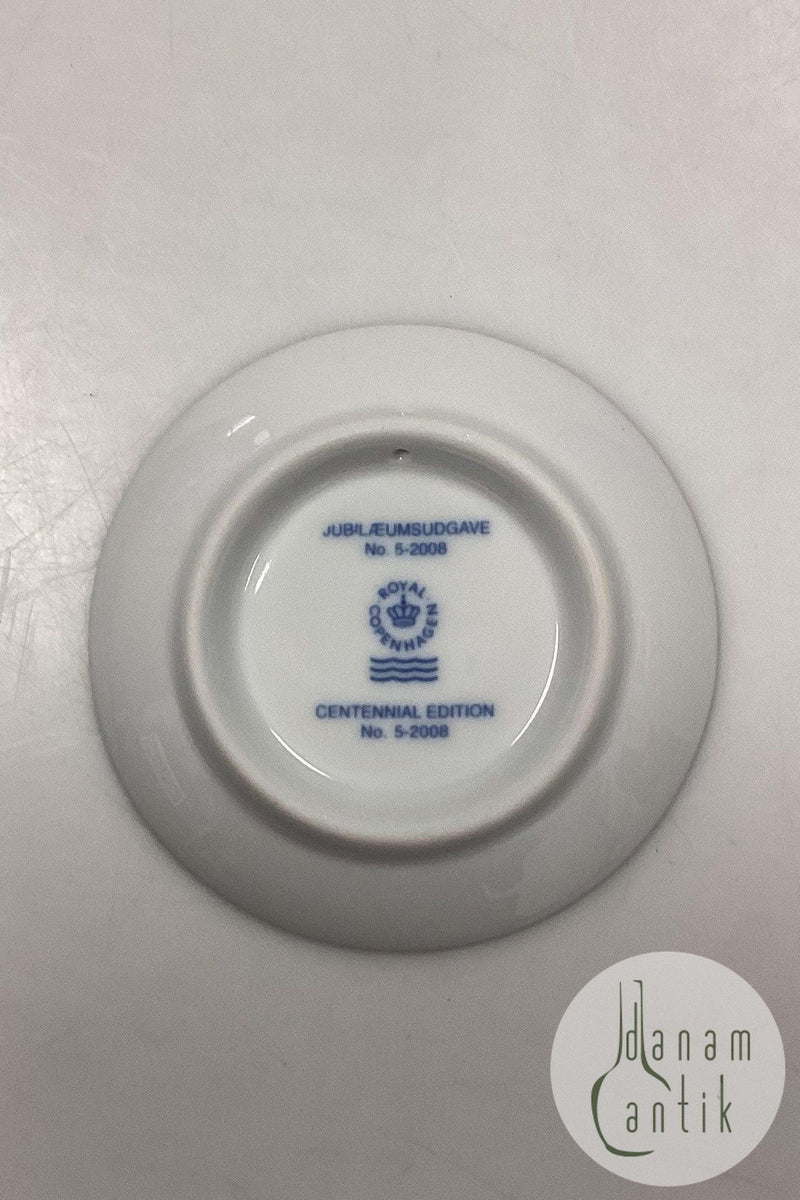 JUBILÆUMSUDGAVE
No. 5-2008
ROYAL
COPENHAGEN
CENTENNIAL EDITION
No. 5-2008
danam
antik